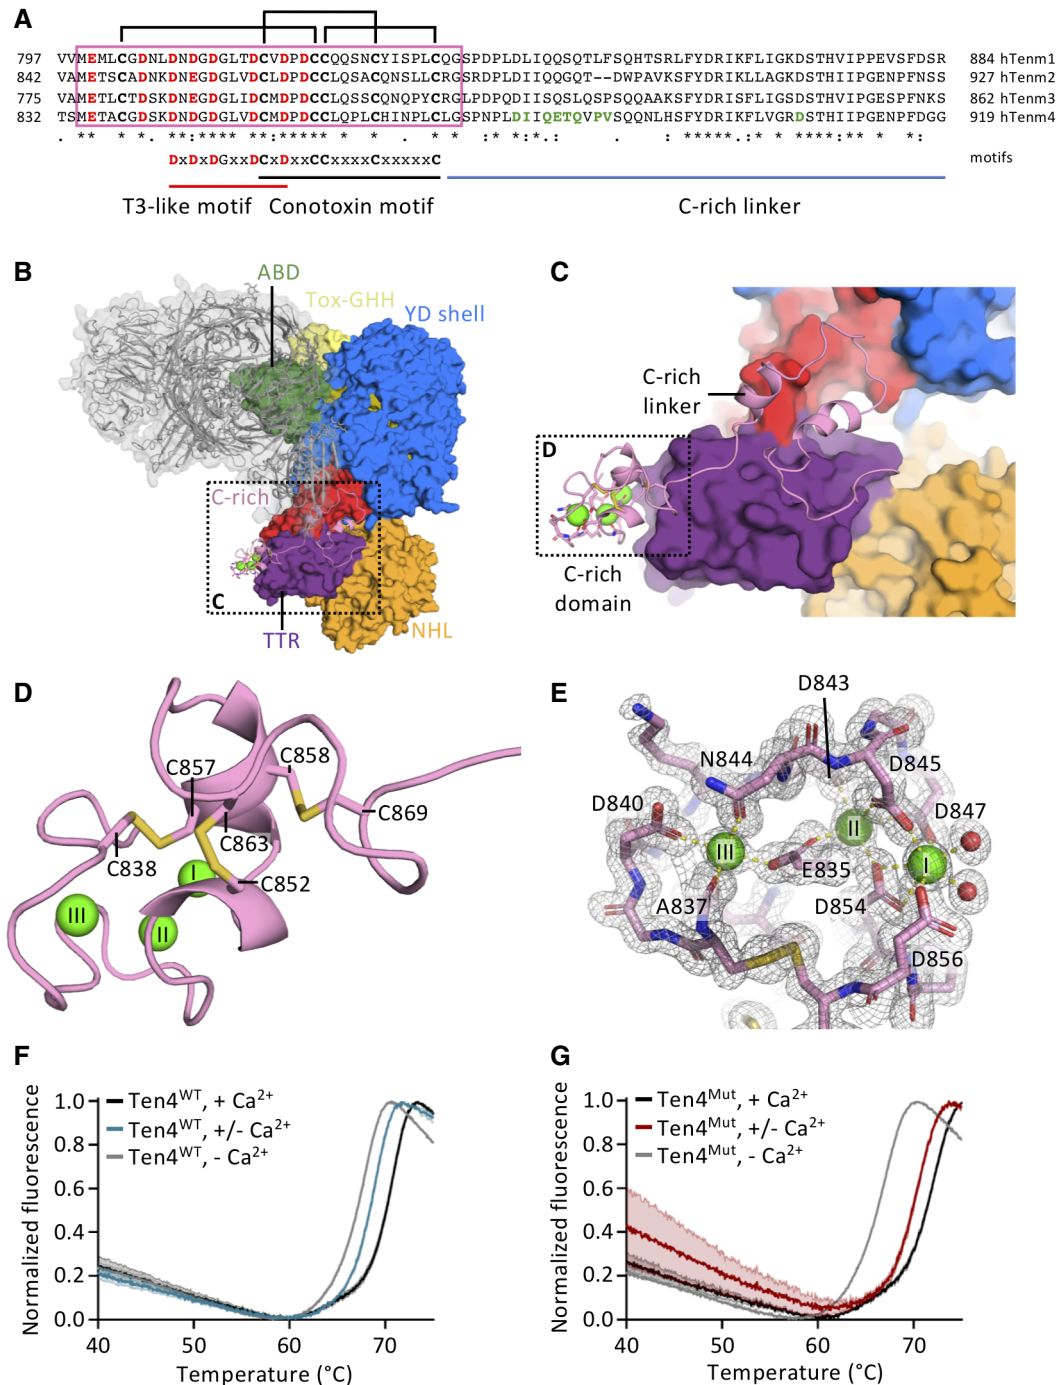 A
797 VVMEMLCGDNLDNDGDGLTDCVDPDCCQQSNCYISPLCQGSPDPLDLIQQSQTLFSQHTSRLFYDRIKFLIGKDSTHVIPPEVSFDSR 884 hTenm1
842 VAMETSCADNKDNEGDGLVDCLDPDCCLQSACQNSLLCRGSRDPLDIIQQGQT--DWPAVKSFYDRIKLLAGKDSTHIIPGENPFNSS 927 hTenm2
775 VAMETLCTDSKDNEGDGLIDCMDPDCCLQSSCQNQPYCRGLPDPQDIISQSLQSPSQQAAKSFYDRISFLIGSDSTHVIPGESPFNKS 862 hTenm3
832 TSMETACGDSKDNDGDGLVDCMDPDCCLQPLCHINPLCLGSPNPLDIIQETQVPVSQQNLHSFYDRIKFLVGRDSTHIIPGENPFDGG 919 hTenm4
DxDxDGxxDCxDxxCCxxxxCxxxxxC motifs
T3-like motif Conotoxin motif C-rich linker
B
ABD
Tox-GHH
YD shell
C-rich
C
TTR
NHL
C
C-rich
linker
D
C-rich
domain
D
C857
C858
C869
C838
C863
C852
I
II
III
E
D843
N844
D845
D840
D847
II
III
I
E835
A837
D854
D856
F
Ten4WT, + Ca2+
Ten4WT, +/- Ca2+
Ten4WT, - Ca2+
Normalized fluorescence
1.0
0.8
0.6
0.4
0.2
0.0
40 50 60 70
Temperature (°C)
G
Ten4Mut, + Ca2+
Ten4Mut, +/- Ca2+
Ten4Mut, - Ca2+
Normalized fluorescence
1.0
0.8
0.6
0.4
0.2
0.0
40 50 60 70
Temperature (°C)